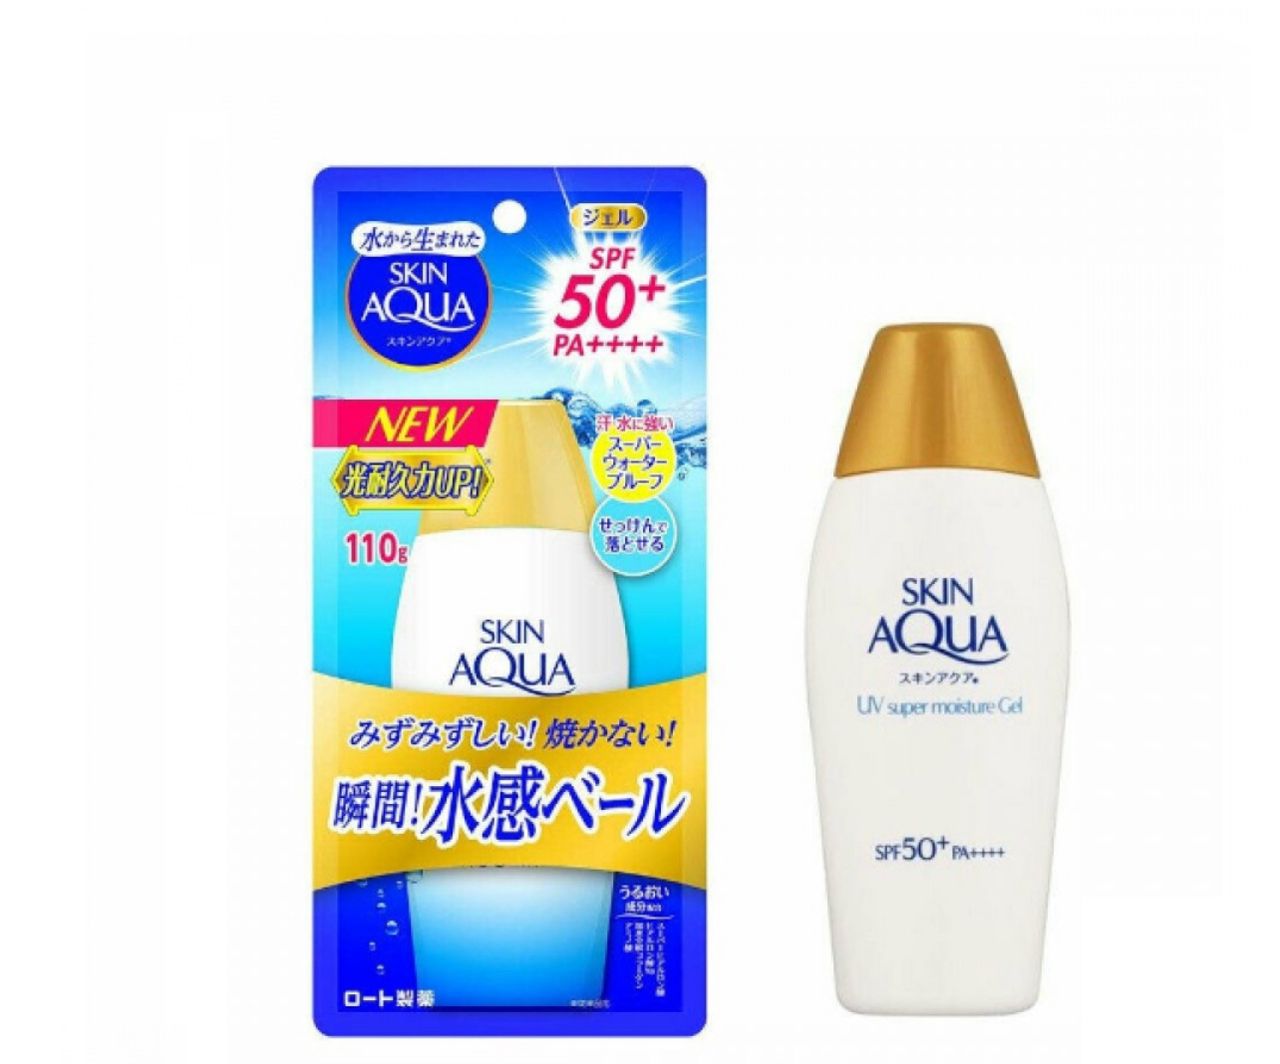 水から生まれた
SKIN
AQUA
スキンアクア®
ジェル
SPF
50+
PA++++
NEW
光耐久力UP!
110g
汗・水に強い
スーパー
ウォーター
プルーフ
せっけんで
落とせる
SKIN
AQUA
みずみずしい!焼かない!
瞬間!水感ベール
うるおい
成分配合
ロート製薬
SKIN
AQUA
スキンアクア®
UV super moisture Gel
SPF50+ PA++++